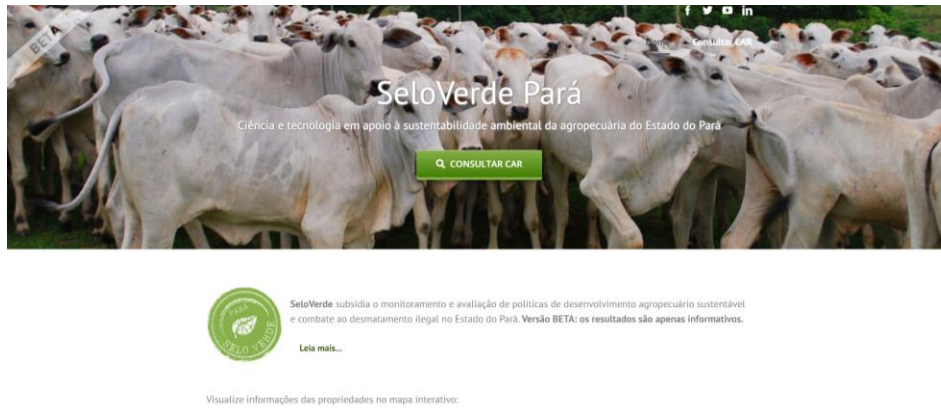 BETA
Consultar CAR
SeloVerde Pará
Ciência e tecnologia em apoio à sustentabilidade ambiental da agropecuária do Estado do Pará
CONSULTAR CAR
PARÁ
SELO VERDE
SeloVerde subsidia o monitoramento e avaliação de políticas de desenvolvimento agropecuário sustentável
e combate ao desmatamento ilegal no Estado do Pará. Versão BETA: os resultados são apenas informativos.
Leia mais...
Visualize informações das propriedades no mapa interativo: